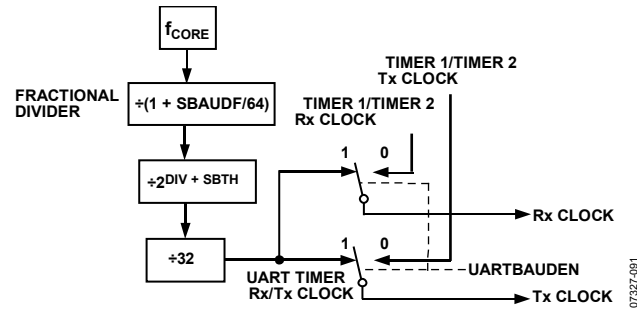 fCORE
FRACTIONAL
DIVIDER
÷(1 + SBAUDF/64)
÷2DIV + SBTH
÷32
TIMER 1/TIMER 2
Tx CLOCK
TIMER 1/TIMER 2
Rx CLOCK
1 0
Rx CLOCK
1 0
UART TIMER
Rx/Tx CLOCK
UARTBAUDEN
Tx CLOCK
07327-091